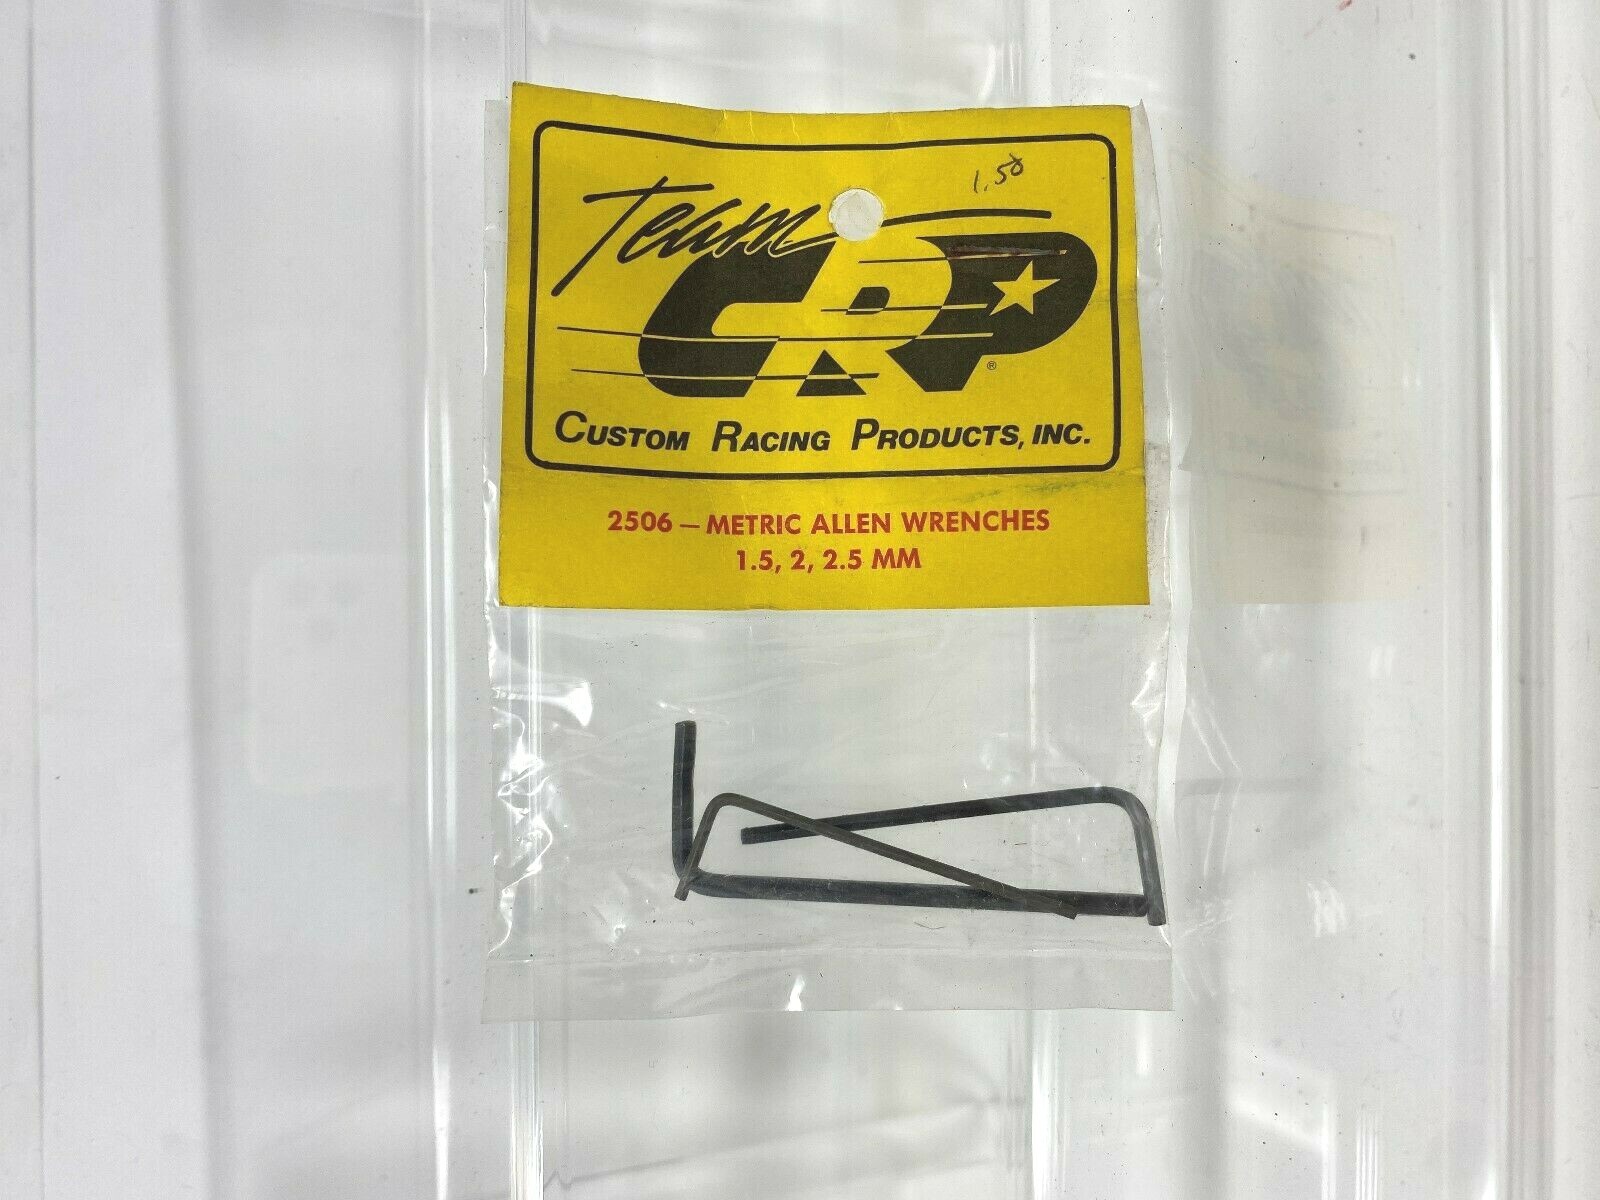 1.50
Team
CRP®
CUSTOM RACING PRODUCTS, INC.
2506 — METRIC ALLEN WRENCHES
1.5, 2, 2.5 MM